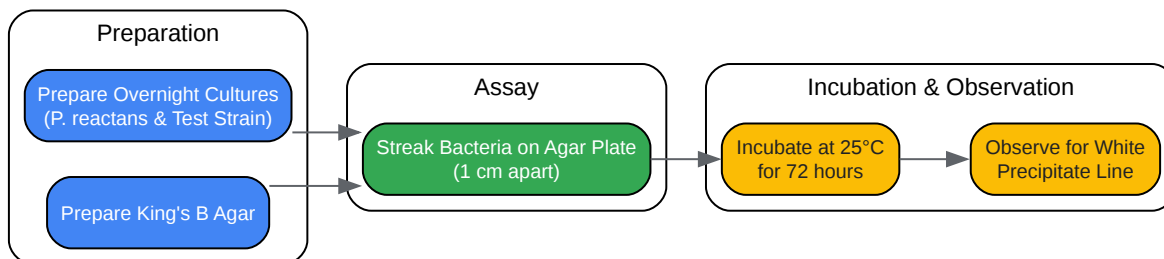 Preparation
Prepare Overnight Cultures
(P. reactans & Test Strain)
Prepare King's B Agar
Assay
Streak Bacteria on Agar Plate
(1 cm apart)
Incubation & Observation
Incubate at 25°C
for 72 hours
Observe for White
Precipitate Line